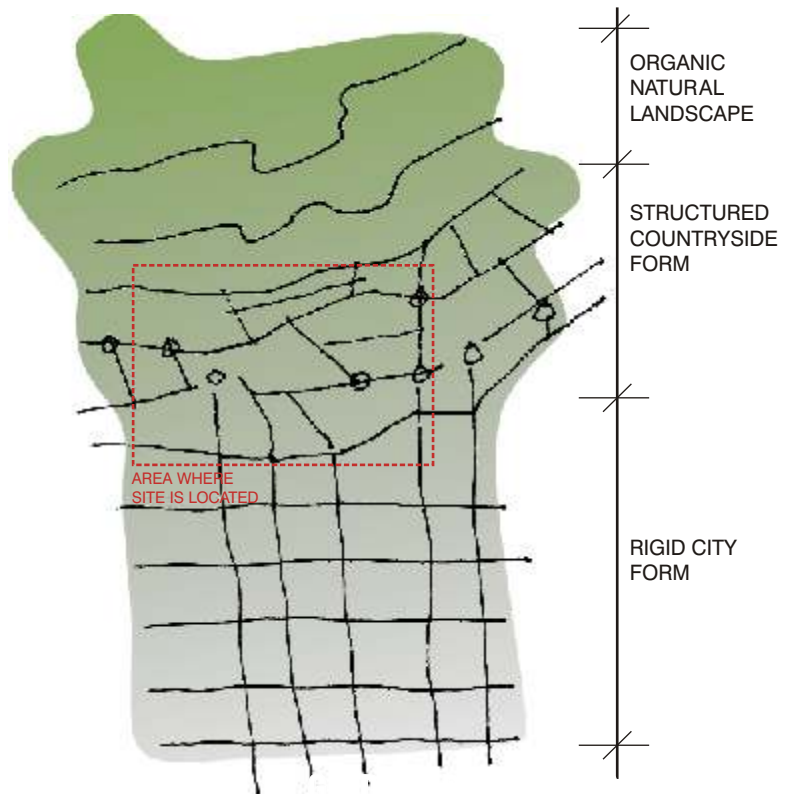 ORGANIC
NATURAL
LANDSCAPE
STRUCTURED
COUNTRYSIDE
FORM
AREA WHERE
SITE IS LOCATED
RIGID CITY
FORM